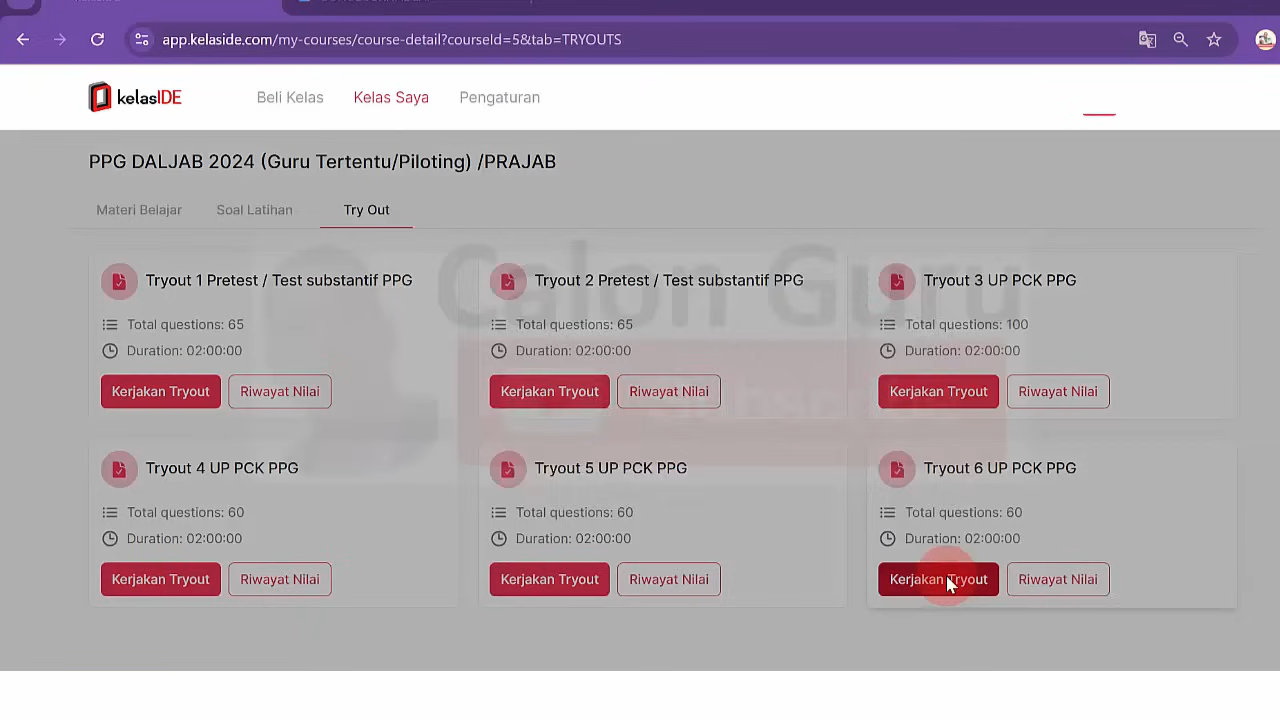 app.kelaside.com/my-courses/course-detail?courseId=5&tab=TRYOUTS
kelasIDE
Beli Kelas Kelas Saya Pengaturan
PPG DALJAB 2024 (Guru Tertentu/Piloting) /PRAJAB
Materi Belajar Soal Latihan Try Out
Calon Guru
Tryout 1 Pretest / Test substantif PPG
Total questions: 65
Duration: 02:00:00
Kerjakan Tryout Riwayat Nilai
Tryout 2 Pretest / Test substantif PPG
Total questions: 65
Duration: 02:00:00
Kerjakan Tryout Riwayat Nilai
Tryout 3 UP PCK PPG
Total questions: 100
Duration: 02:00:00
Kerjakan Tryout Riwayat Nilai
Tryout 4 UP PCK PPG
Total questions: 60
Duration: 02:00:00
Kerjakan Tryout Riwayat Nilai
Tryout 5 UP PCK PPG
Total questions: 60
Duration: 02:00:00
Kerjakan Tryout Riwayat Nilai
Tryout 6 UP PCK PPG
Total questions: 60
Duration: 02:00:00
Kerjakan Tryout Riwayat Nilai